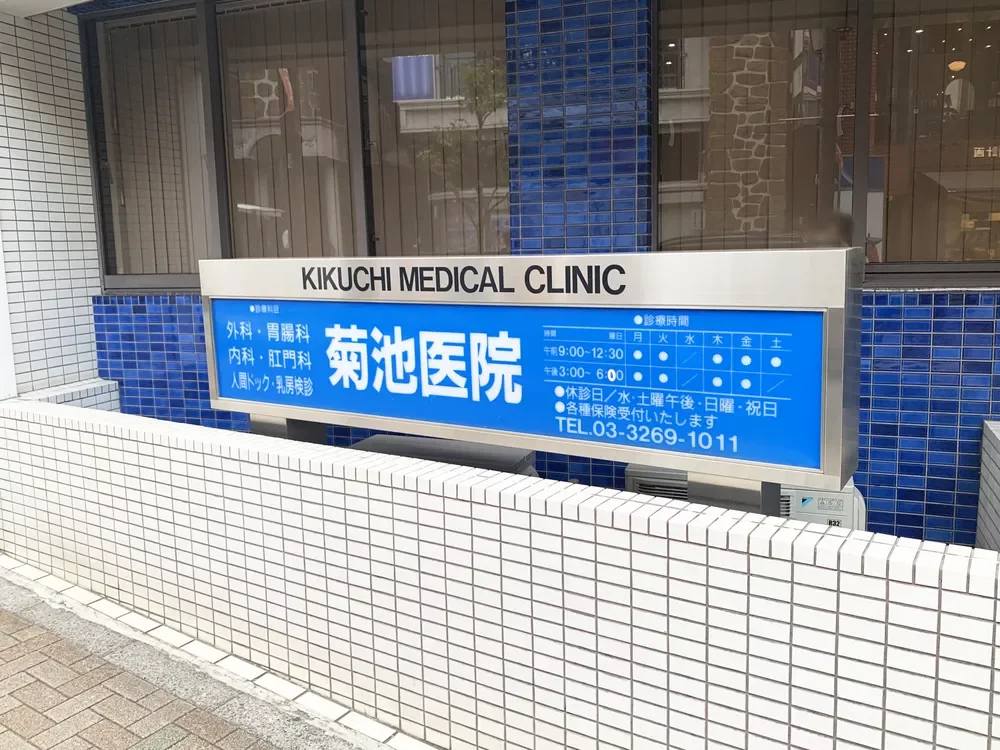 KIKUCHI MEDICAL CLINIC
●診療科目
外科・胃腸科
内科・肛門科
人間ドック・乳房検診
菊池医院
●診療時間
時間 曜日 月 火 水 木 金 土
午前9:00~12:30 ● ● ／ ● ● ●
午後3:00~ 6:00 ● ● ／ ● ● ／
●休診日／水・土曜午後・日曜・祝日
●各種保険受付いたします
TEL.03-3269-1011
R32